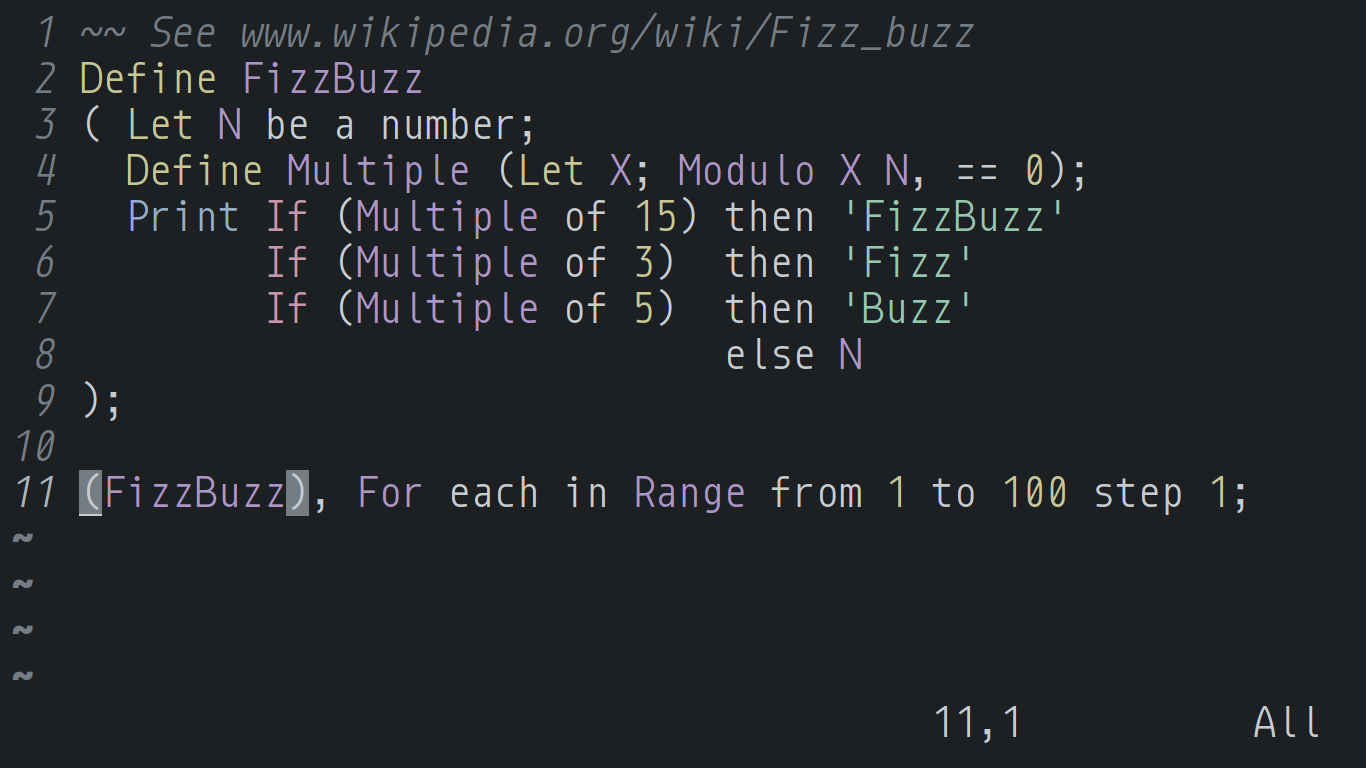 1 ~~ See www.wikipedia.org/wiki/Fizz_buzz
2 Define FizzBuzz
3 ( Let N be a number;
4   Define Multiple (Let X; Modulo X N, == 0);
5   Print If (Multiple of 15) then 'FizzBuzz'
6         If (Multiple of 3)  then 'Fizz'
7         If (Multiple of 5)  then 'Buzz'
8                             else N
9 );
10
11 (FizzBuzz), For each in Range from 1 to 100 step 1;
~
~
~
~
11,1 All